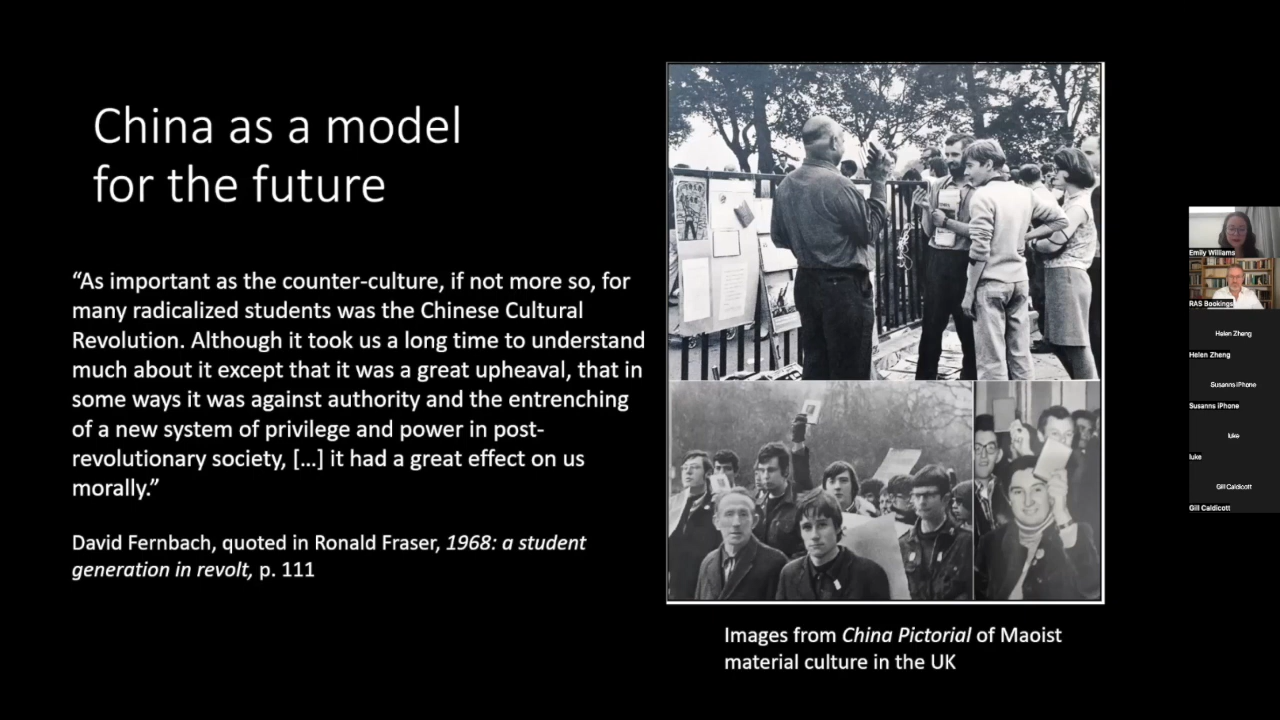 China as a model
for the future
“As important as the counter-culture, if not more so, for
many radicalized students was the Chinese Cultural
Revolution. Although it took us a long time to understand
much about it except that it was a great upheaval, that in
some ways it was against authority and the entrenching
of a new system of privilege and power in post-
revolutionary society, […] it had a great effect on us
morally.”
David Fernbach, quoted in Ronald Fraser, 1968: a student
generation in revolt, p. 111
Images from China Pictorial of Maoist
material culture in the UK
Emily Williams
RAS Bookings
Helen Zheng
Helen Zheng
Susanns iPhone
Susanns iPhone
luke
luke
Gill Caldicott
Gill Caldicott